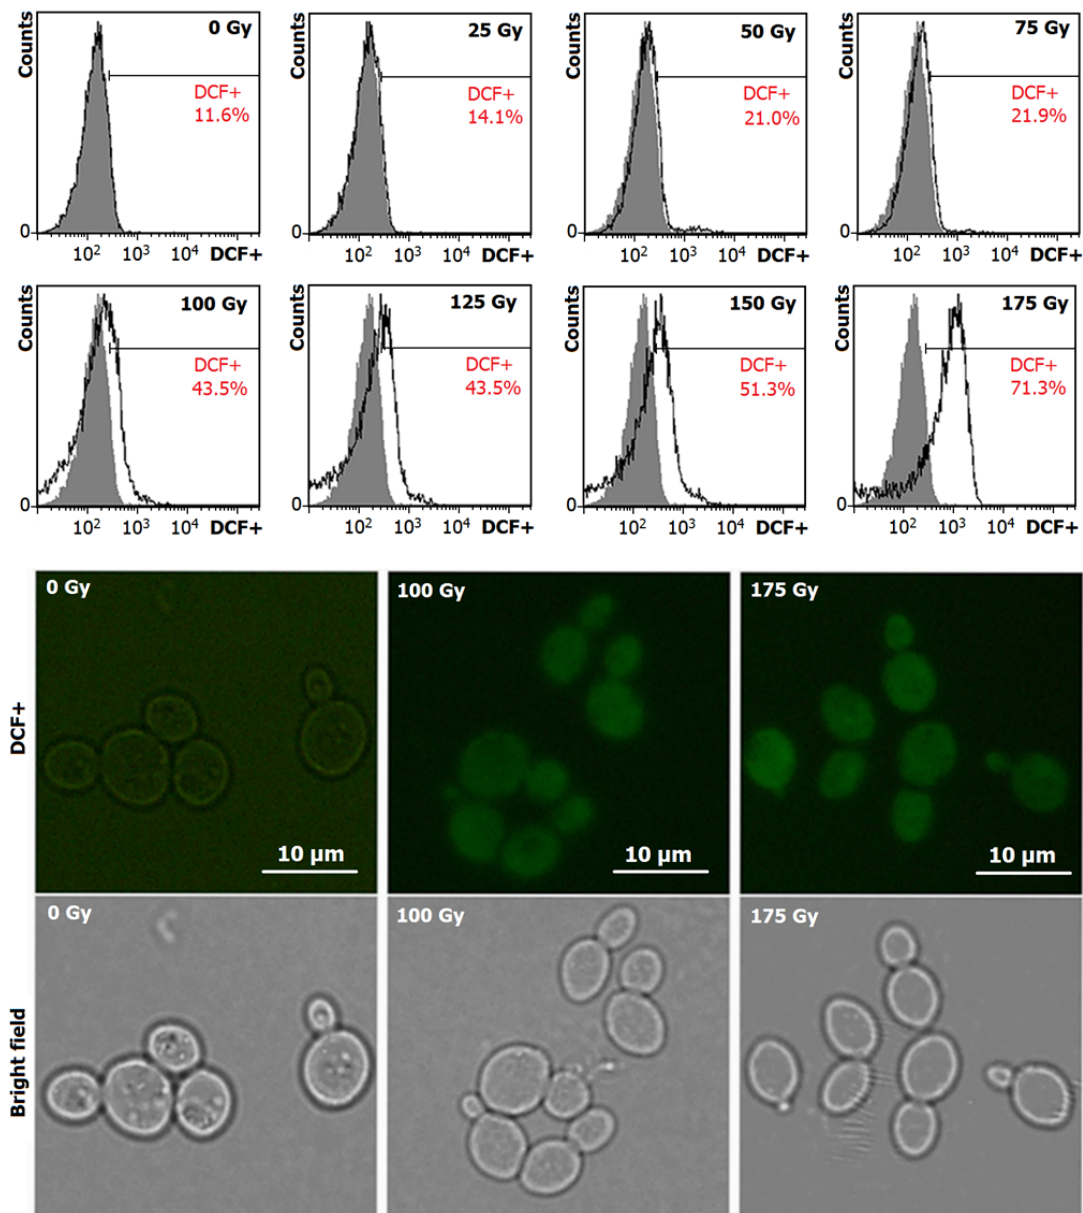 Counts
0 Gy
DCF+
11.6%
0
10² 10³ 10⁴ DCF+
Counts
25 Gy
DCF+
14.1%
0
10² 10³ 10⁴ DCF+
Counts
50 Gy
DCF+
21.0%
0
10² 10³ 10⁴ DCF+
Counts
75 Gy
DCF+
21.9%
0
10² 10³ 10⁴ DCF+
Counts
100 Gy
DCF+
43.5%
0
10² 10³ 10⁴ DCF+
Counts
125 Gy
DCF+
43.5%
0
10² 10³ 10⁴ DCF+
Counts
150 Gy
DCF+
51.3%
0
10² 10³ 10⁴ DCF+
Counts
175 Gy
DCF+
71.3%
0
10² 10³ 10⁴ DCF+
DCF+
0 Gy
10 µm
100 Gy
10 µm
175 Gy
10 µm
Bright field
0 Gy
100 Gy
175 Gy